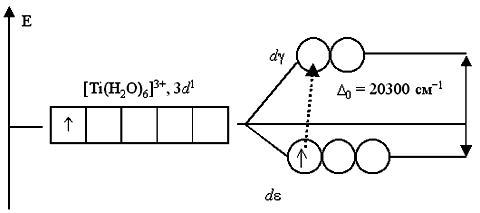 E
dγ
[Ti(H₂O)₆]³⁺, 3d¹
Δ₀ = 20300 см⁻¹
dε